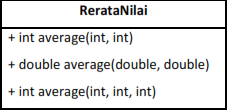 RerataNilai
+ int average(int, int)
+ double average(double, double)
+ int average(int, int, int)